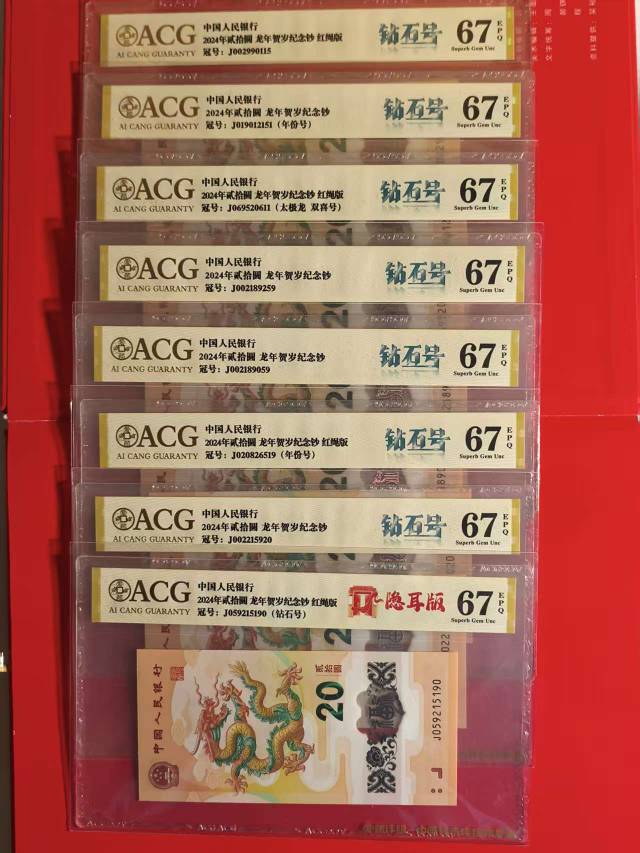 ACG
AI CANG GUARANTY
中国人民银行
2024年贰拾圆 龙年贺岁纪念钞 红绳版
冠号：J002990115
钻石号
67
EPQ
Superb Gem Unc
ACG
AI CANG GUARANTY
中国人民银行
2024年贰拾圆 龙年贺岁纪念钞
冠号：J019012151（年份号）
钻石号
67
EPQ
Superb Gem Unc
ACG
AI CANG GUARANTY
中国人民银行
2024年贰拾圆 龙年贺岁纪念钞 红绳版
冠号：J069520611（太极龙 双喜号）
钻石号
67
EPQ
Superb Gem Unc
ACG
AI CANG GUARANTY
中国人民银行
2024年贰拾圆 龙年贺岁纪念钞
冠号：J002189259
钻石号
67
EPQ
Superb Gem Unc
ACG
AI CANG GUARANTY
中国人民银行
2024年贰拾圆 龙年贺岁纪念钞
冠号：J002189059
钻石号
67
EPQ
Superb Gem Unc
ACG
AI CANG GUARANTY
中国人民银行
2024年贰拾圆 龙年贺岁纪念钞 红绳版
冠号：J020826519（年份号）
钻石号
67
EPQ
Superb Gem Unc
ACG
AI CANG GUARANTY
中国人民银行
2024年贰拾圆 龙年贺岁纪念钞
冠号：J002215920
钻石号
67
EPQ
Superb Gem Unc
ACG
AI CANG GUARANTY
中国人民银行
2024年贰拾圆 龙年贺岁纪念钞 红绳版
冠号：J059215190（钻石号）
隐耳版
67
EPQ
Superb Gem Unc
中国人民银行
20
贰拾圆
J059215190